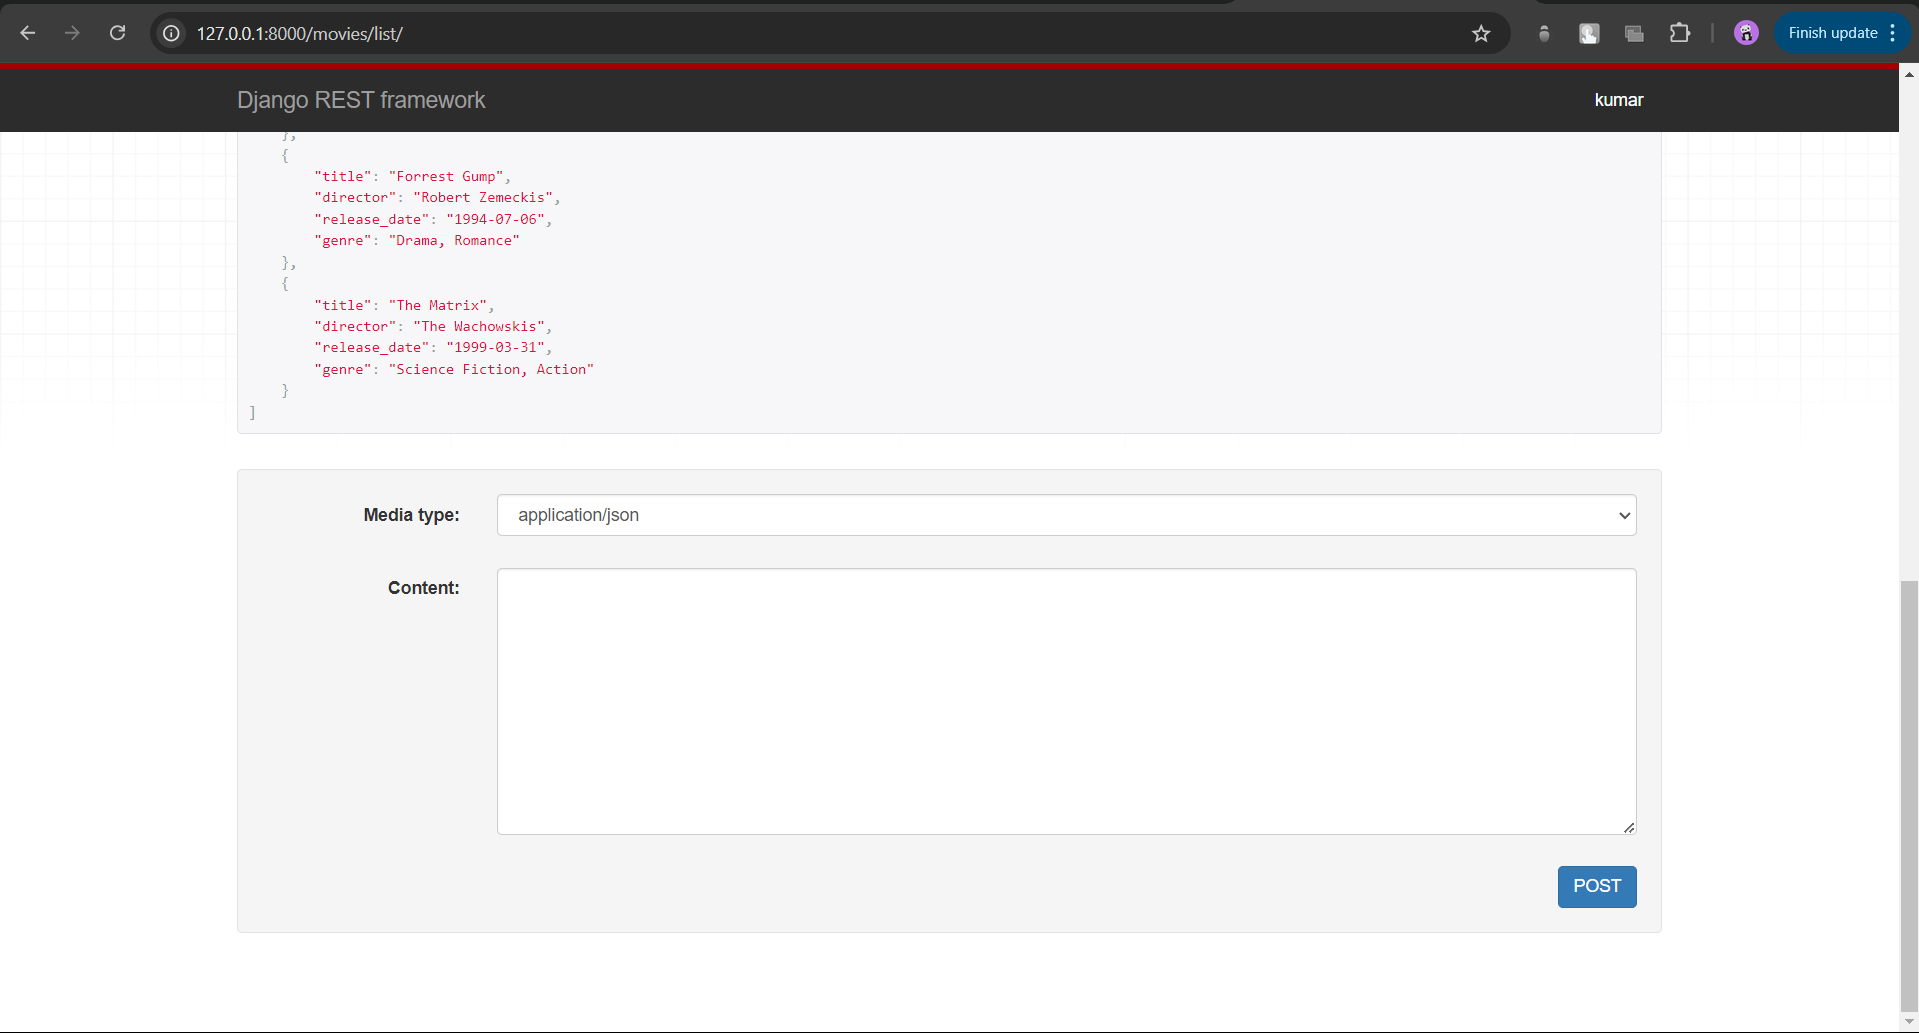 127.0.0.1:8000/movies/list/
Finish update
Django REST framework
kumar
},
{
"title": "Forrest Gump",
"director": "Robert Zemeckis",
"release_date": "1994-07-06",
"genre": "Drama, Romance"
},
{
"title": "The Matrix",
"director": "The Wachowskis",
"release_date": "1999-03-31",
"genre": "Science Fiction, Action"
}
]
Media type:
application/json
Content:
POST